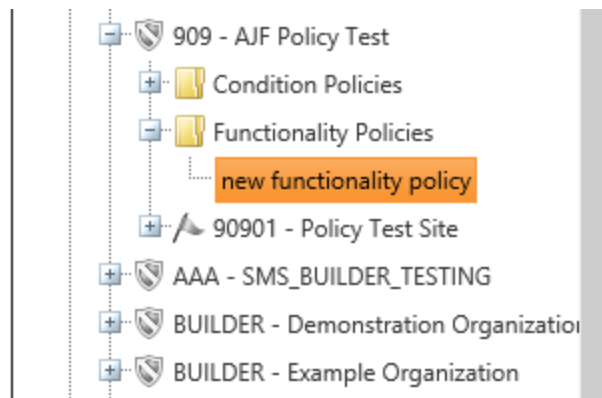 909 - AJF Policy Test
Condition Policies
Functionality Policies
new functionality policy
90901 - Policy Test Site
AAA - SMS_BUILDER_TESTING
BUILDER - Demonstration Organization
BUILDER - Example Organization